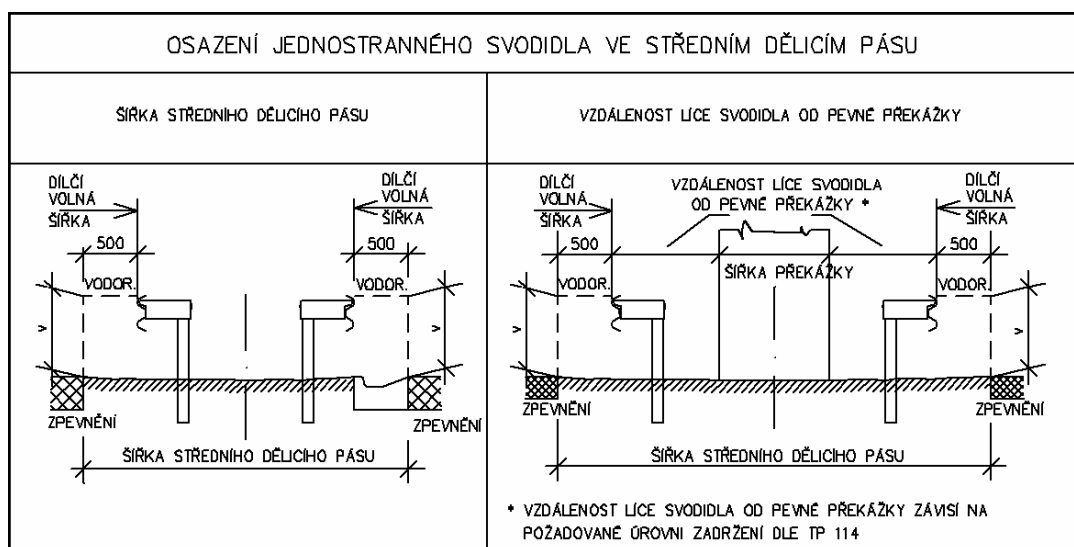 OSAZENÍ JEDNOSTRANNÉHO SVODIDLA VE STŘEDNÍM DĚLICÍM PÁSU
ŠÍŘKA STŘEDNÍHO DĚLICÍHO PÁSU
DÍLČÍ
VOLNÁ
ŠÍŘKA
DÍLČÍ
VOLNÁ
ŠÍŘKA
500
500
VODOR.
VODOR.
v
v
ZPEVNĚNÍ
ZPEVNĚNÍ
ŠÍŘKA STŘEDNÍHO DĚLICÍHO PÁSU
VZDÁLENOST LÍCE SVODIDLA OD PEVNÉ PŘEKÁŽKY
DÍLČÍ
VOLNÁ
ŠÍŘKA
VZDÁLENOST LÍCE SVODIDLA
OD PEVNÉ PŘEKÁŽKY *
DÍLČÍ
VOLNÁ
ŠÍŘKA
500
500
ŠÍŘKA PŘEKÁŽKY
VODOR.
VODOR.
v
v
ZPEVNĚNÍ
ZPEVNĚNÍ
ŠÍŘKA STŘEDNÍHO DĚLICÍHO PÁSU
* VZDÁLENOST LÍCE SVODIDLA OD PEVNÉ PŘEKÁŽKY ZÁVISÍ NA
POŽADOVANÉ ÚROVNI ZADRŽENÍ DLE TP 114